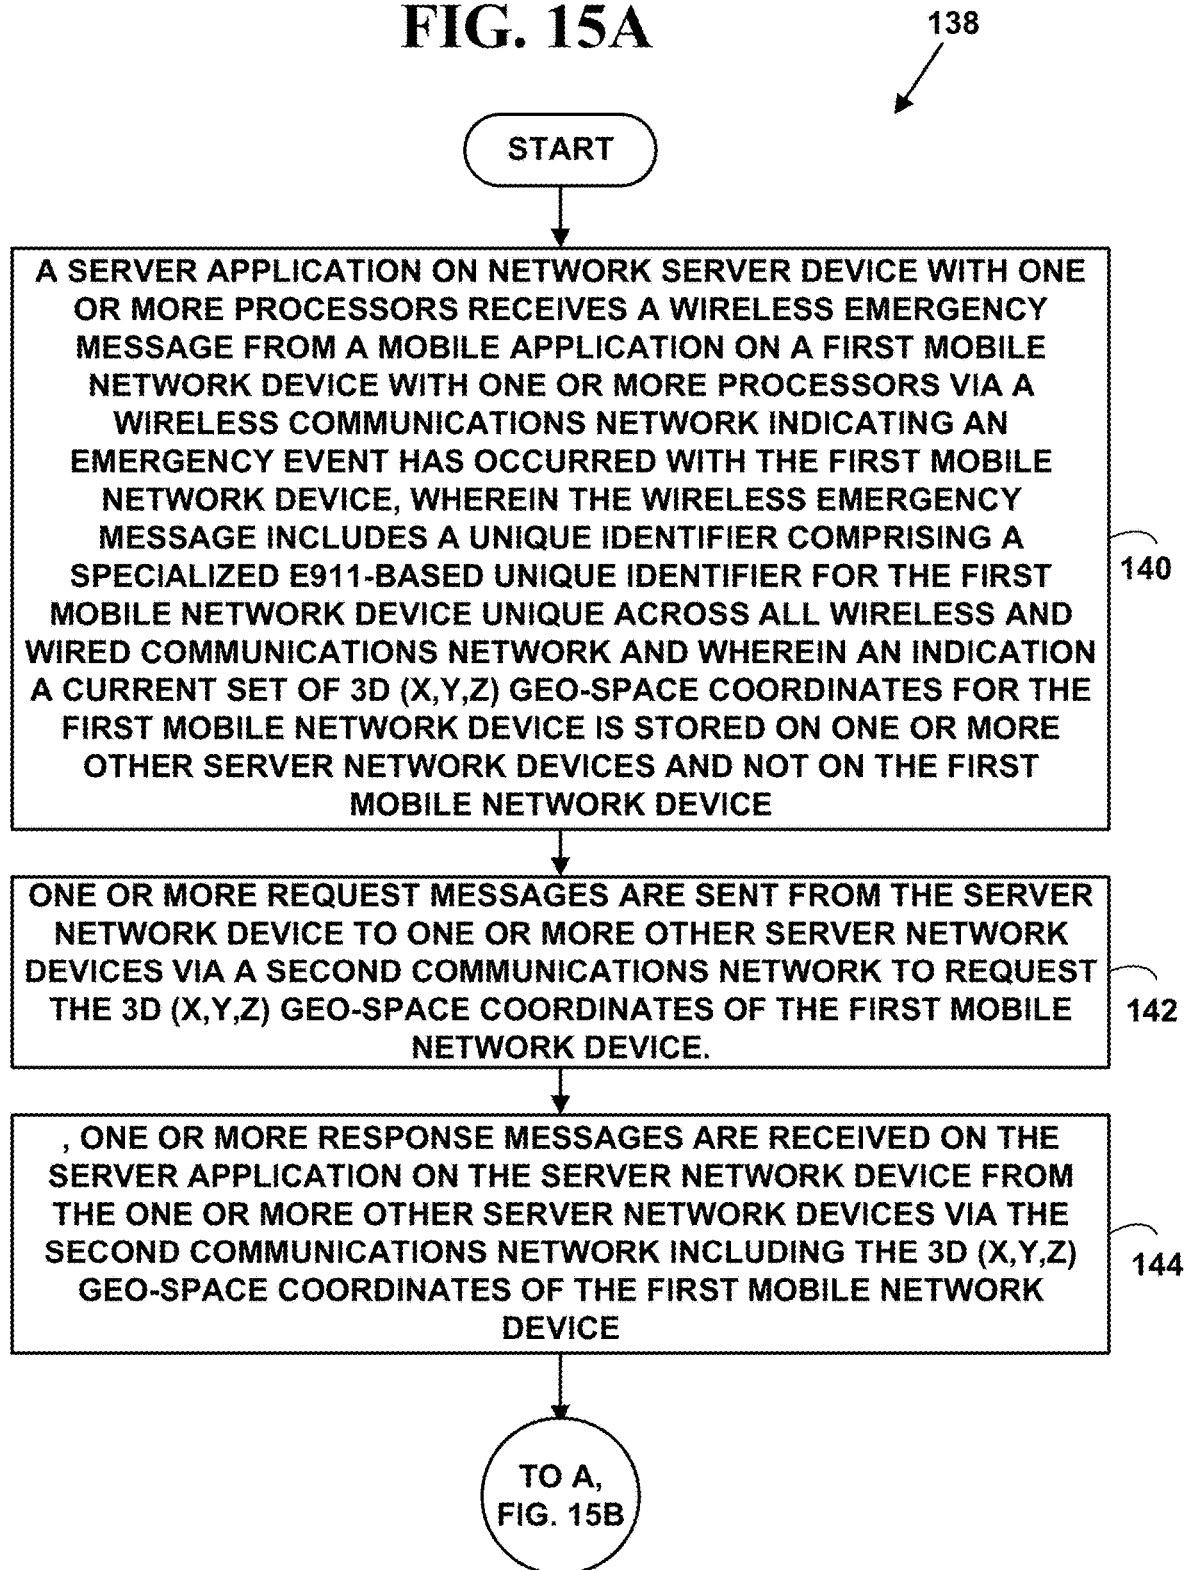 FIG. 15A
138
START
A SERVER APPLICATION ON NETWORK SERVER DEVICE WITH ONE
OR MORE PROCESSORS RECEIVES A WIRELESS EMERGENCY
MESSAGE FROM A MOBILE APPLICATION ON A FIRST MOBILE
NETWORK DEVICE WITH ONE OR MORE PROCESSORS VIA A
WIRELESS COMMUNICATIONS NETWORK INDICATING AN
EMERGENCY EVENT HAS OCCURRED WITH THE FIRST MOBILE
NETWORK DEVICE, WHEREIN THE WIRELESS EMERGENCY
MESSAGE INCLUDES A UNIQUE IDENTIFIER COMPRISING A
SPECIALIZED E911-BASED UNIQUE IDENTIFIER FOR THE FIRST
MOBILE NETWORK DEVICE UNIQUE ACROSS ALL WIRELESS AND
WIRED COMMUNICATIONS NETWORK AND WHEREIN AN INDICATION
A CURRENT SET OF 3D (X,Y,Z) GEO-SPACE COORDINATES FOR THE
FIRST MOBILE NETWORK DEVICE IS STORED ON ONE OR MORE
OTHER SERVER NETWORK DEVICES AND NOT ON THE FIRST
MOBILE NETWORK DEVICE
140
ONE OR MORE REQUEST MESSAGES ARE SENT FROM THE SERVER
NETWORK DEVICE TO ONE OR MORE OTHER SERVER NETWORK
DEVICES VIA A SECOND COMMUNICATIONS NETWORK TO REQUEST
THE 3D (X,Y,Z) GEO-SPACE COORDINATES OF THE FIRST MOBILE
NETWORK DEVICE.
142
, ONE OR MORE RESPONSE MESSAGES ARE RECEIVED ON THE
SERVER APPLICATION ON THE SERVER NETWORK DEVICE FROM
THE ONE OR MORE OTHER SERVER NETWORK DEVICES VIA THE
SECOND COMMUNICATIONS NETWORK INCLUDING THE 3D (X,Y,Z)
GEO-SPACE COORDINATES OF THE FIRST MOBILE NETWORK
DEVICE
144
TO A,
FIG. 15B